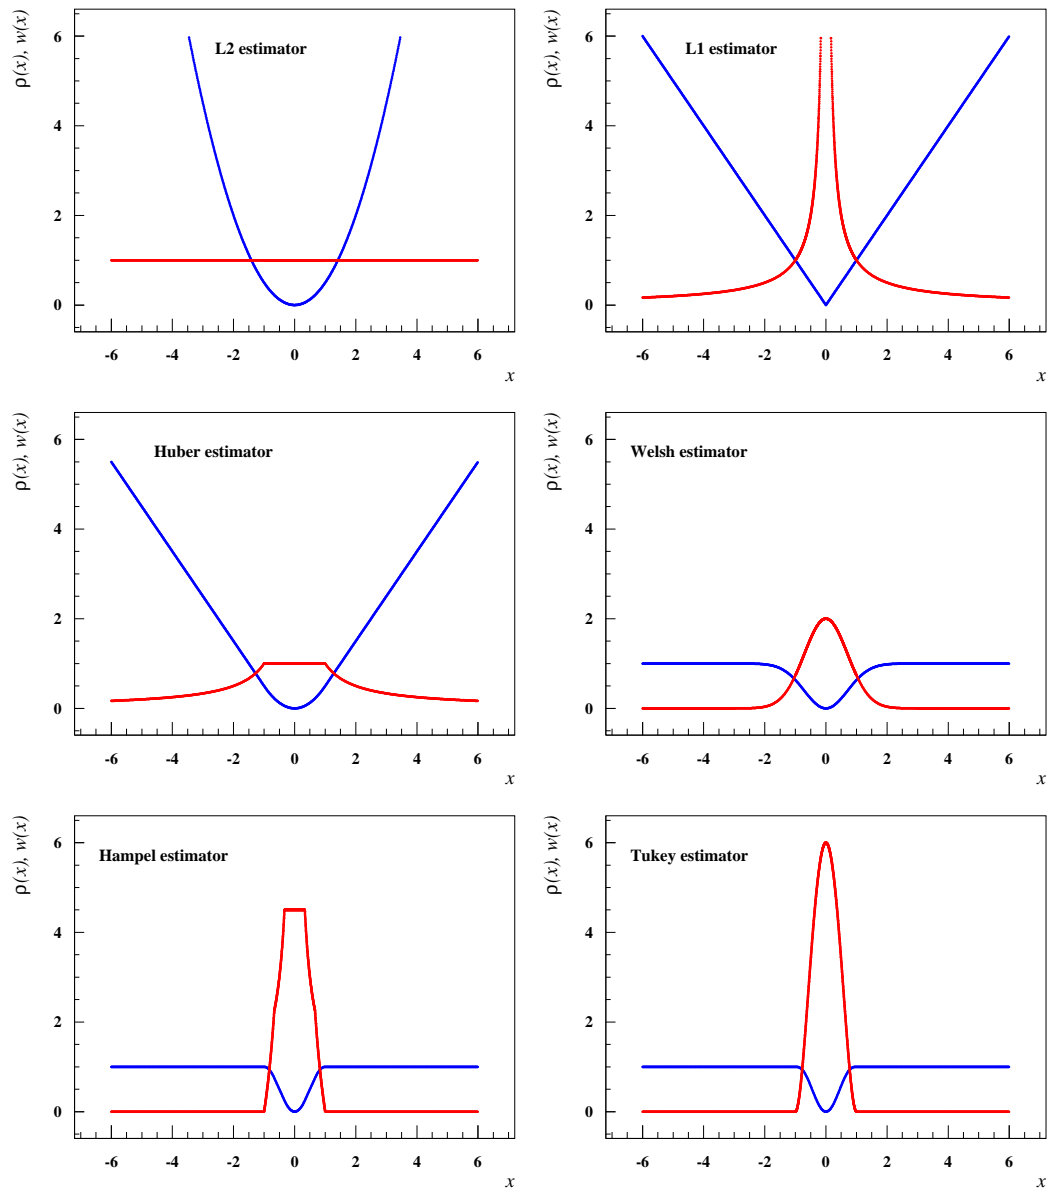 ρ(x), w(x)
L2 estimator
6
4
2
0
-6 -4 -2 0 2 4 6
x
ρ(x), w(x)
L1 estimator
6
4
2
0
-6 -4 -2 0 2 4 6
x
ρ(x), w(x)
Huber estimator
6
4
2
0
-6 -4 -2 0 2 4 6
x
ρ(x), w(x)
Welsh estimator
6
4
2
0
-6 -4 -2 0 2 4 6
x
ρ(x), w(x)
Hampel estimator
6
4
2
0
-6 -4 -2 0 2 4 6
x
ρ(x), w(x)
Tukey estimator
6
4
2
0
-6 -4 -2 0 2 4 6
x